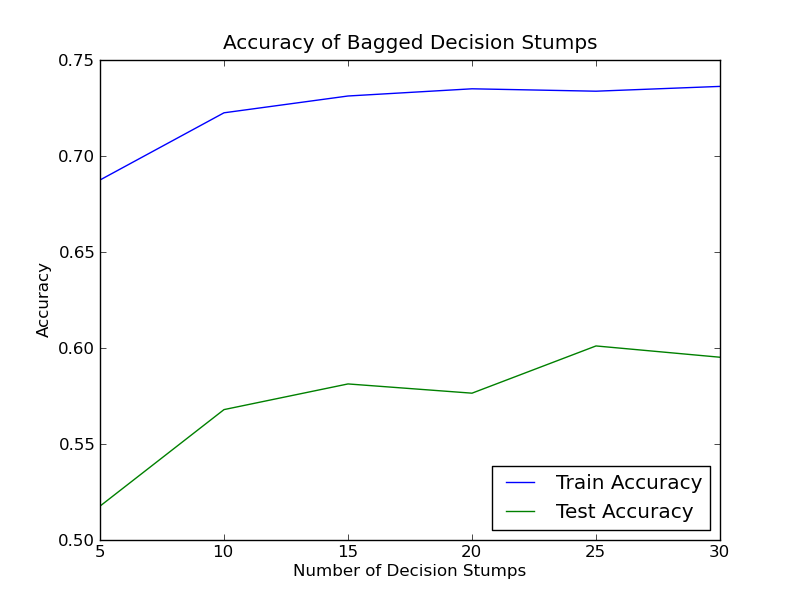 Accuracy of Bagged Decision Stumps
0.75
0.70
0.65
0.60
0.55
0.50
Accuracy
5 10 15 20 25 30
Number of Decision Stumps
Train Accuracy
Test Accuracy